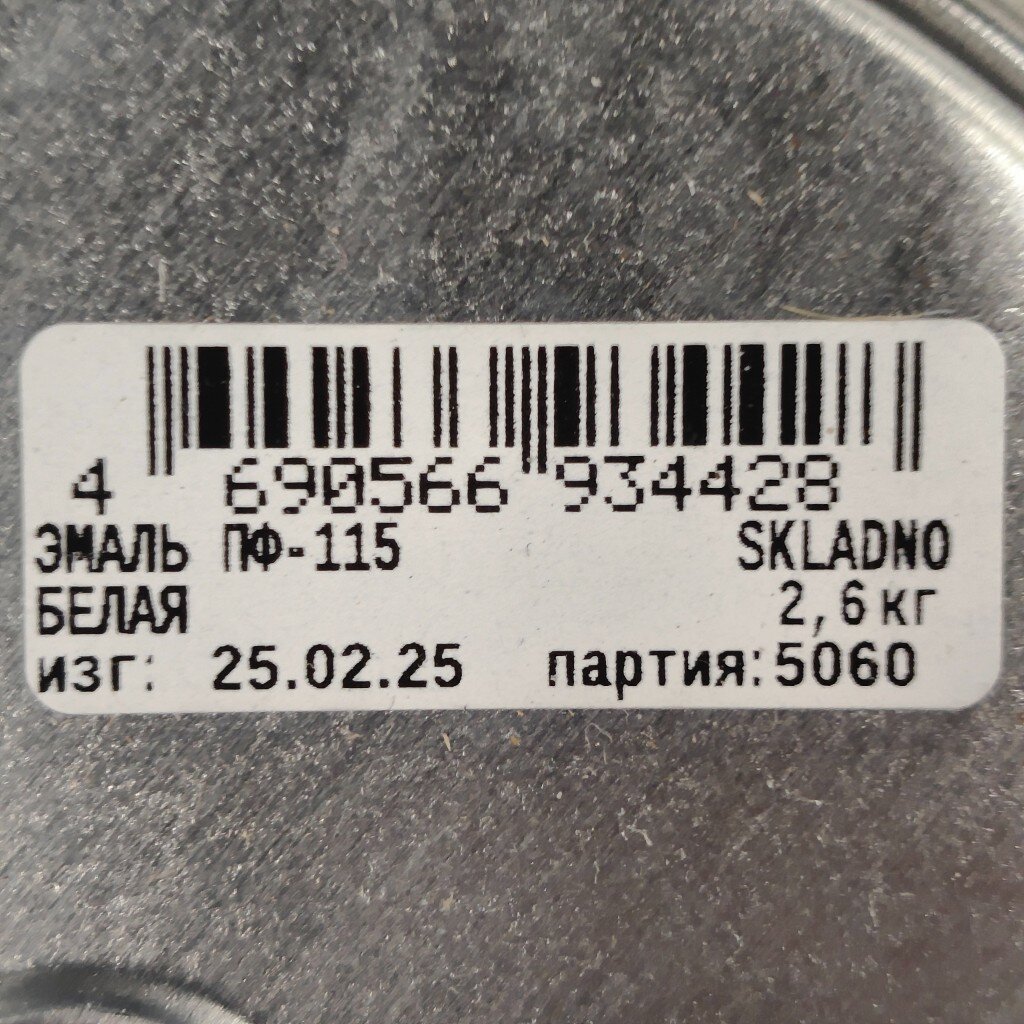 4 690566 934428
ЭМАЛЬ ПФ-115 SKLADNO
БЕЛАЯ 2,6кг
изг: 25.02.25 партия:5060